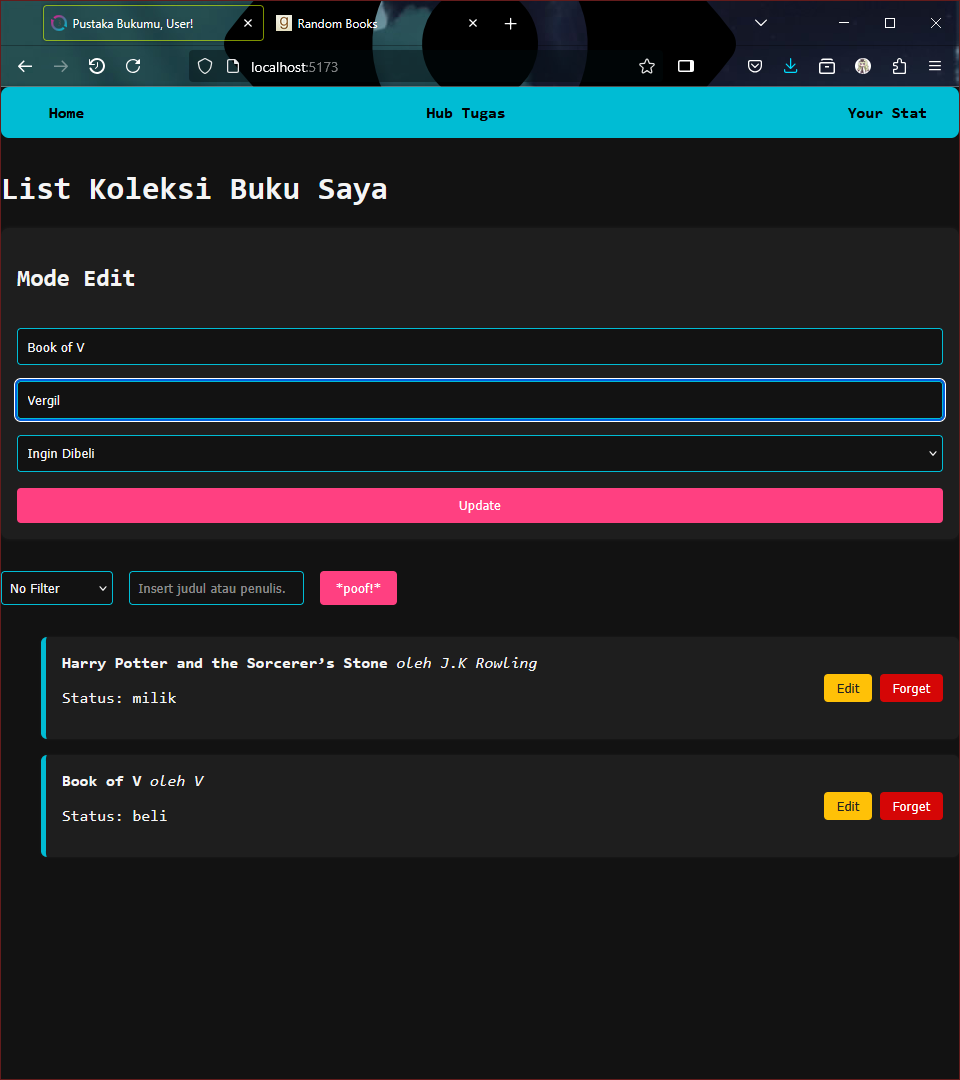 Pustaka Bukumu, User!
Random Books
localhost:5173
Home Hub Tugas Your Stat
List Koleksi Buku Saya
Mode Edit
Book of V
Vergil
Ingin Dibeli
Update
No Filter Insert judul atau penulis. *poof!*
Harry Potter and the Sorcerer’s Stone oleh J.K Rowling
Status: milik
Edit Forget
Book of V oleh V
Status: beli
Edit Forget